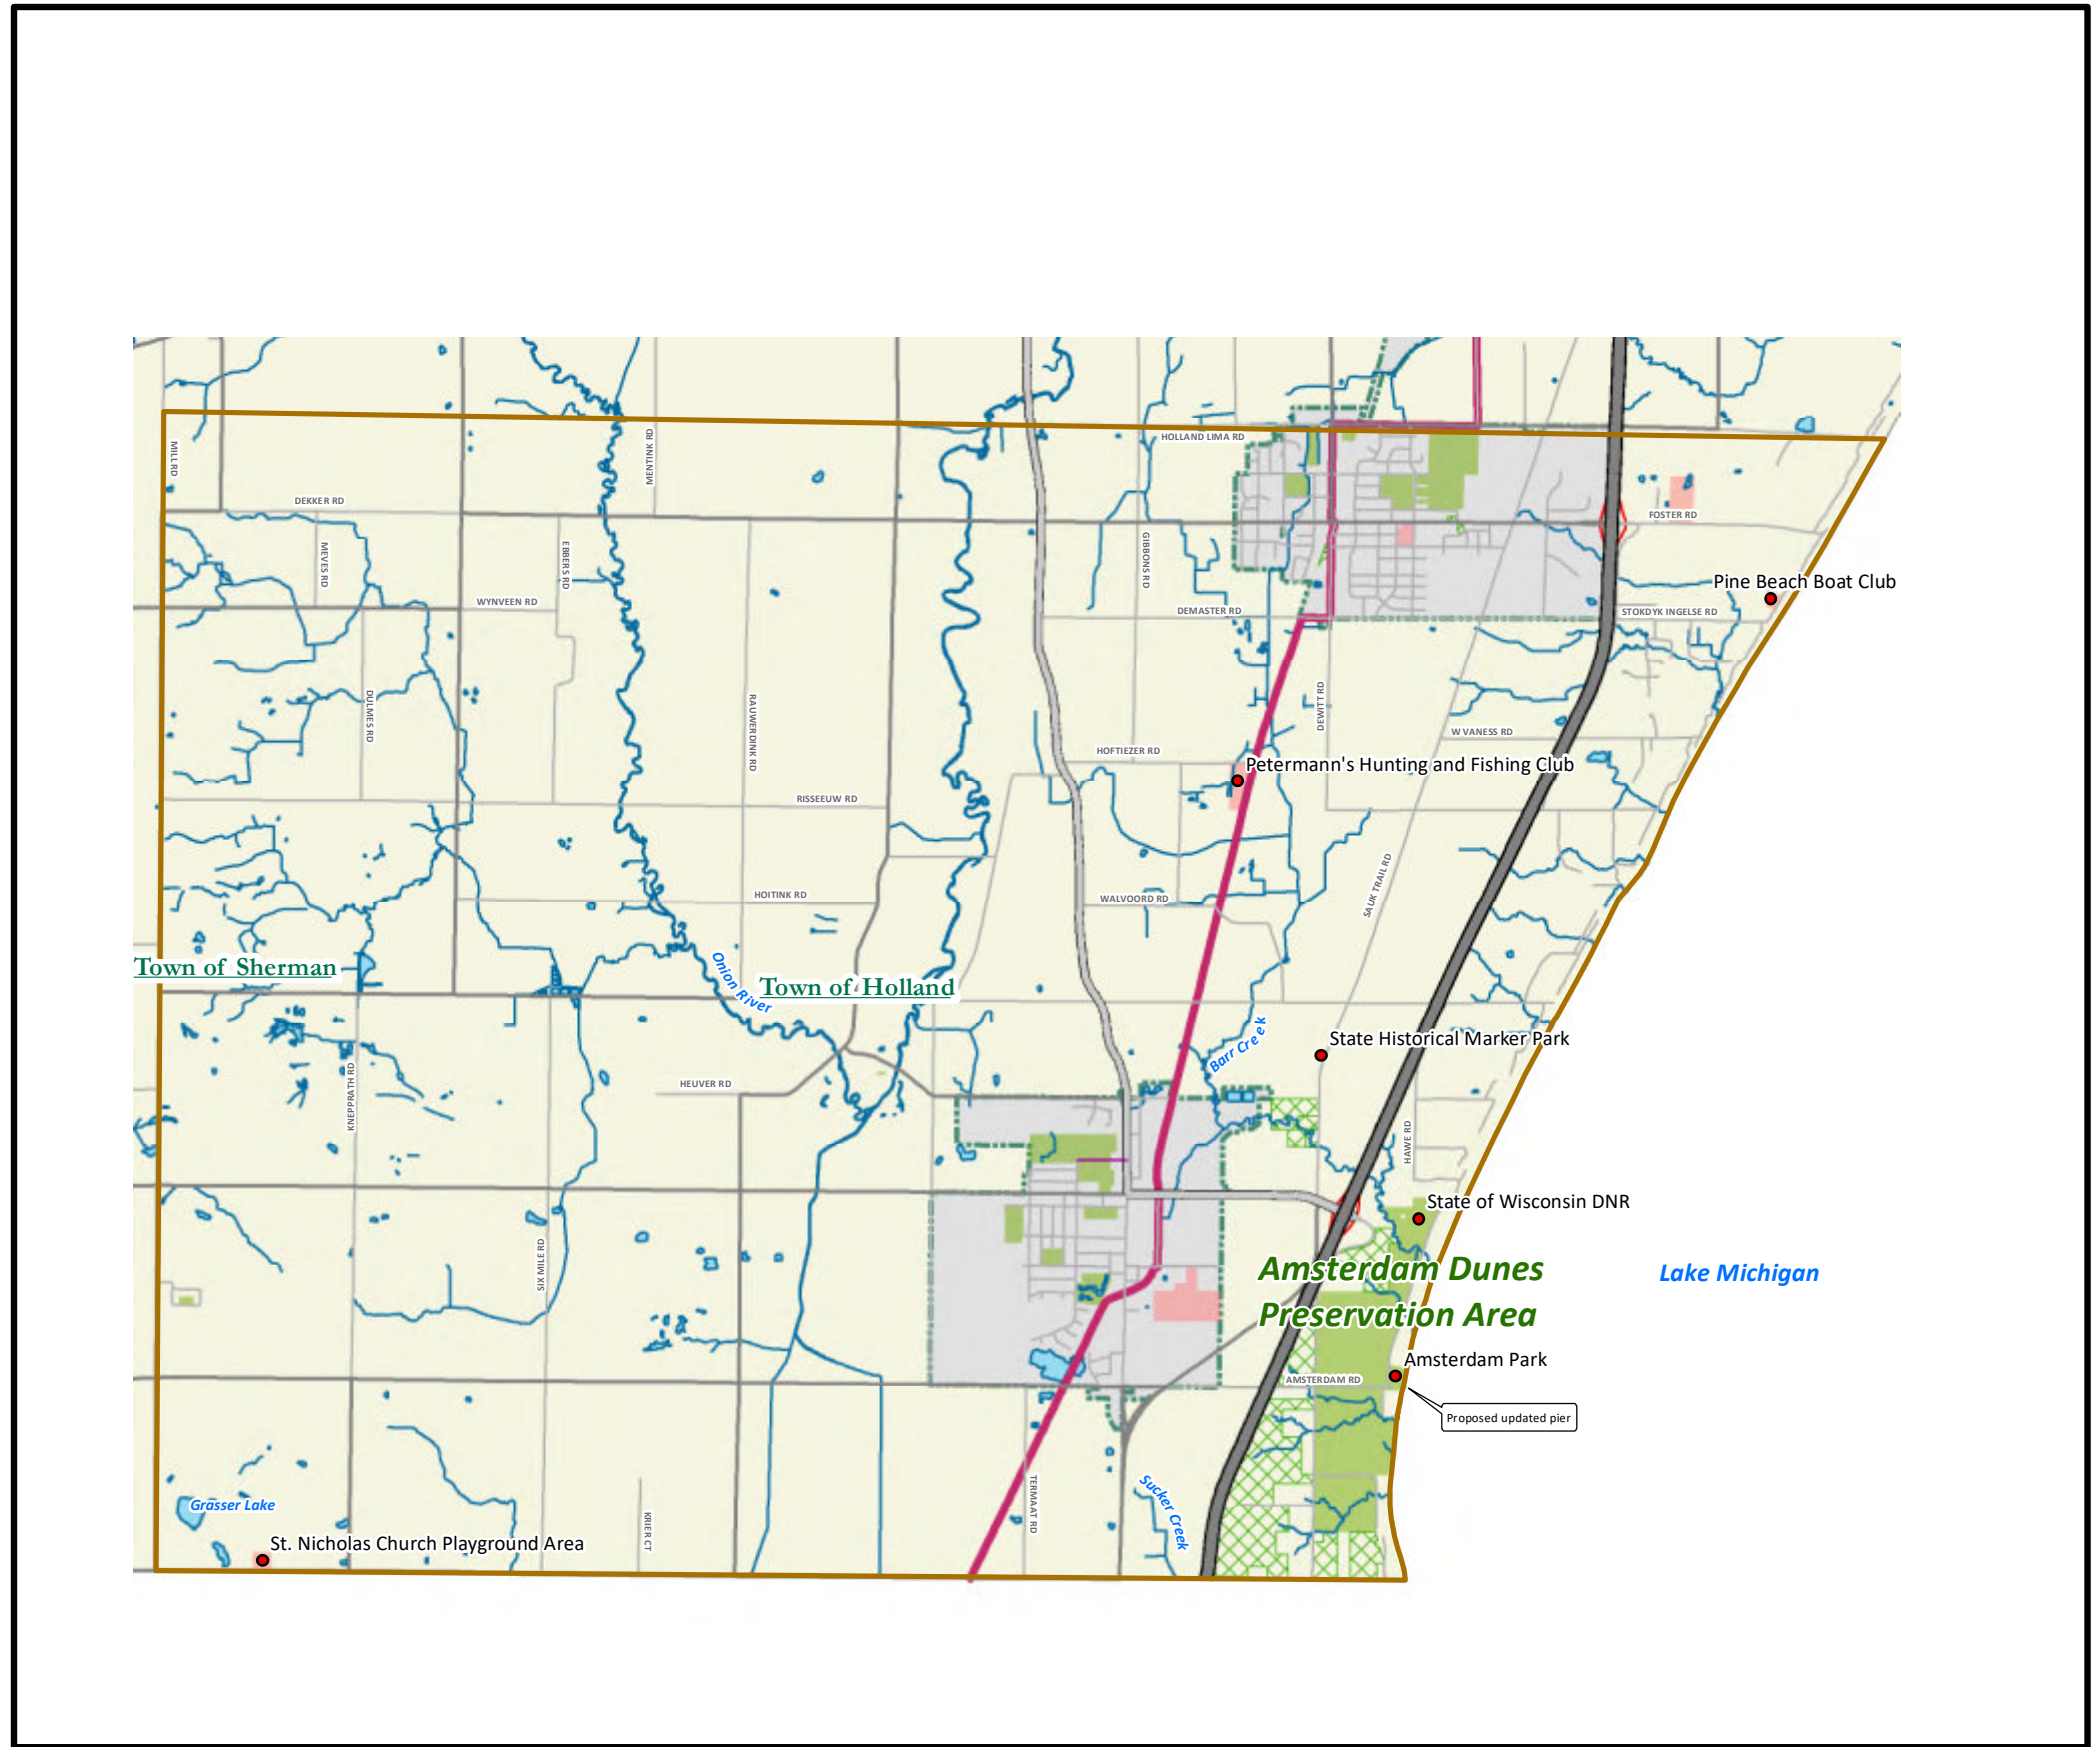 HOLLAND LIMA RD
MILL RD
MENTINK RD
DEKKER RD
FOSTER RD
MEVES RD
EBBERS RD
GIBBONS RD
Pine Beach Boat Club
WYNVEEN RD
DEMASTER RD
STOKDYK INGELSE RD
DULMES RD
RAUWERDINK RD
DEWITT RD
W VANESS RD
HOFTIEZER RD
Petermann's Hunting and Fishing Club
RISSEEUW RD
SAUK TRAIL RD
HOITINK RD
WALVOORD RD
Town of Sherman
Onion River
Town of Holland
Barr Creek
State Historical Marker Park
HEUVER RD
KNEPPRATH RD
HAWE RD
State of Wisconsin DNR
SIX MILE RD
Amsterdam Dunes
Preservation Area
Lake Michigan
Amsterdam Park
AMSTERDAM RD
Proposed updated pier
Grasser Lake
TERMAAT RD
Sucker Creek
KRIER CT
St. Nicholas Church Playground Area